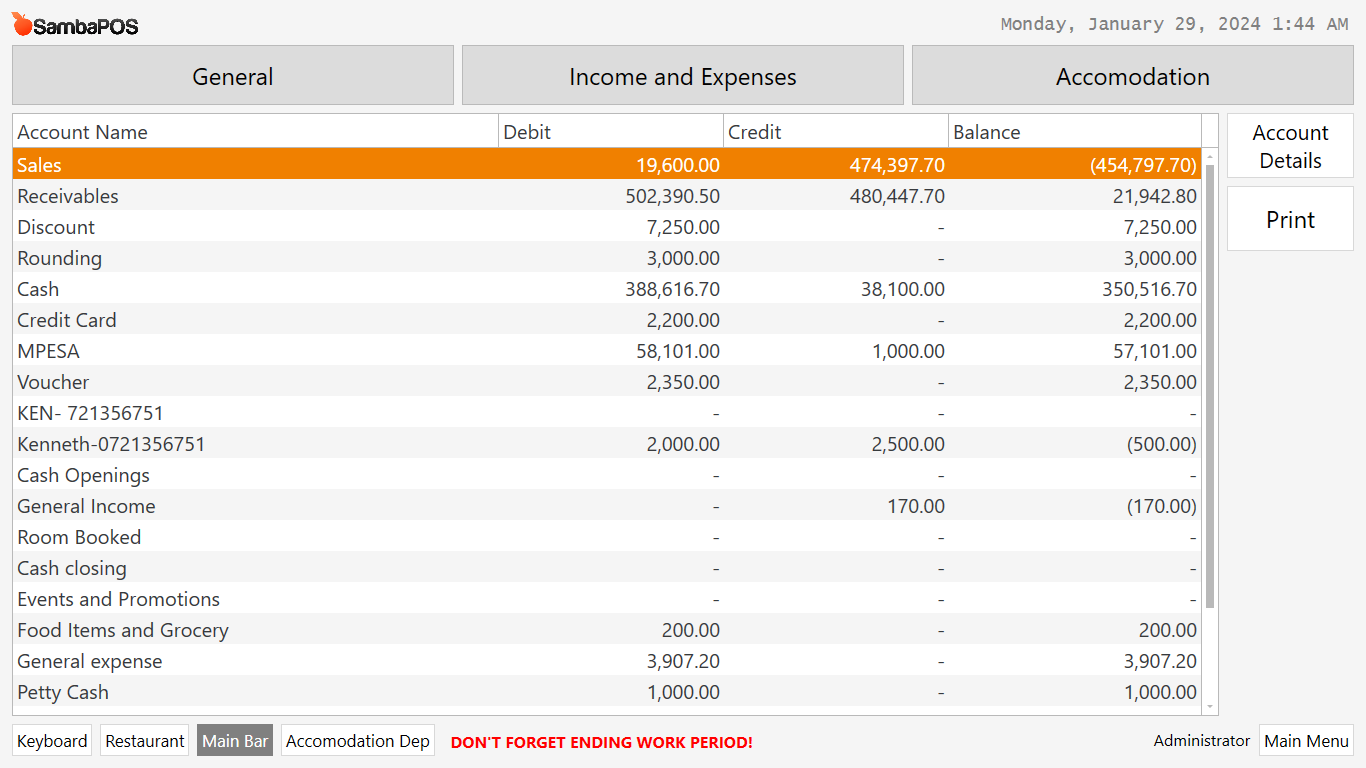 SambaPOS
Monday, January 29, 2024 1:44 AM
General Income and Expenses Accomodation
Account Name Debit Credit Balance
Sales 19,600.00 474,397.70 (454,797.70)
Receivables 502,390.50 480,447.70 21,942.80
Discount 7,250.00 - 7,250.00
Rounding 3,000.00 - 3,000.00
Cash 388,616.70 38,100.00 350,516.70
Credit Card 2,200.00 - 2,200.00
MPESA 58,101.00 1,000.00 57,101.00
Voucher 2,350.00 - 2,350.00
KEN- 721356751 - - -
Kenneth-0721356751 2,000.00 2,500.00 (500.00)
Cash Openings - - -
General Income - 170.00 (170.00)
Room Booked - - -
Cash closing - - -
Events and Promotions - - -
Food Items and Grocery 200.00 - 200.00
General expense 3,907.20 - 3,907.20
Petty Cash 1,000.00 - 1,000.00
Account
Details
Print
Keyboard Restaurant Main Bar Accomodation Dep DON'T FORGET ENDING WORK PERIOD! Administrator Main Menu